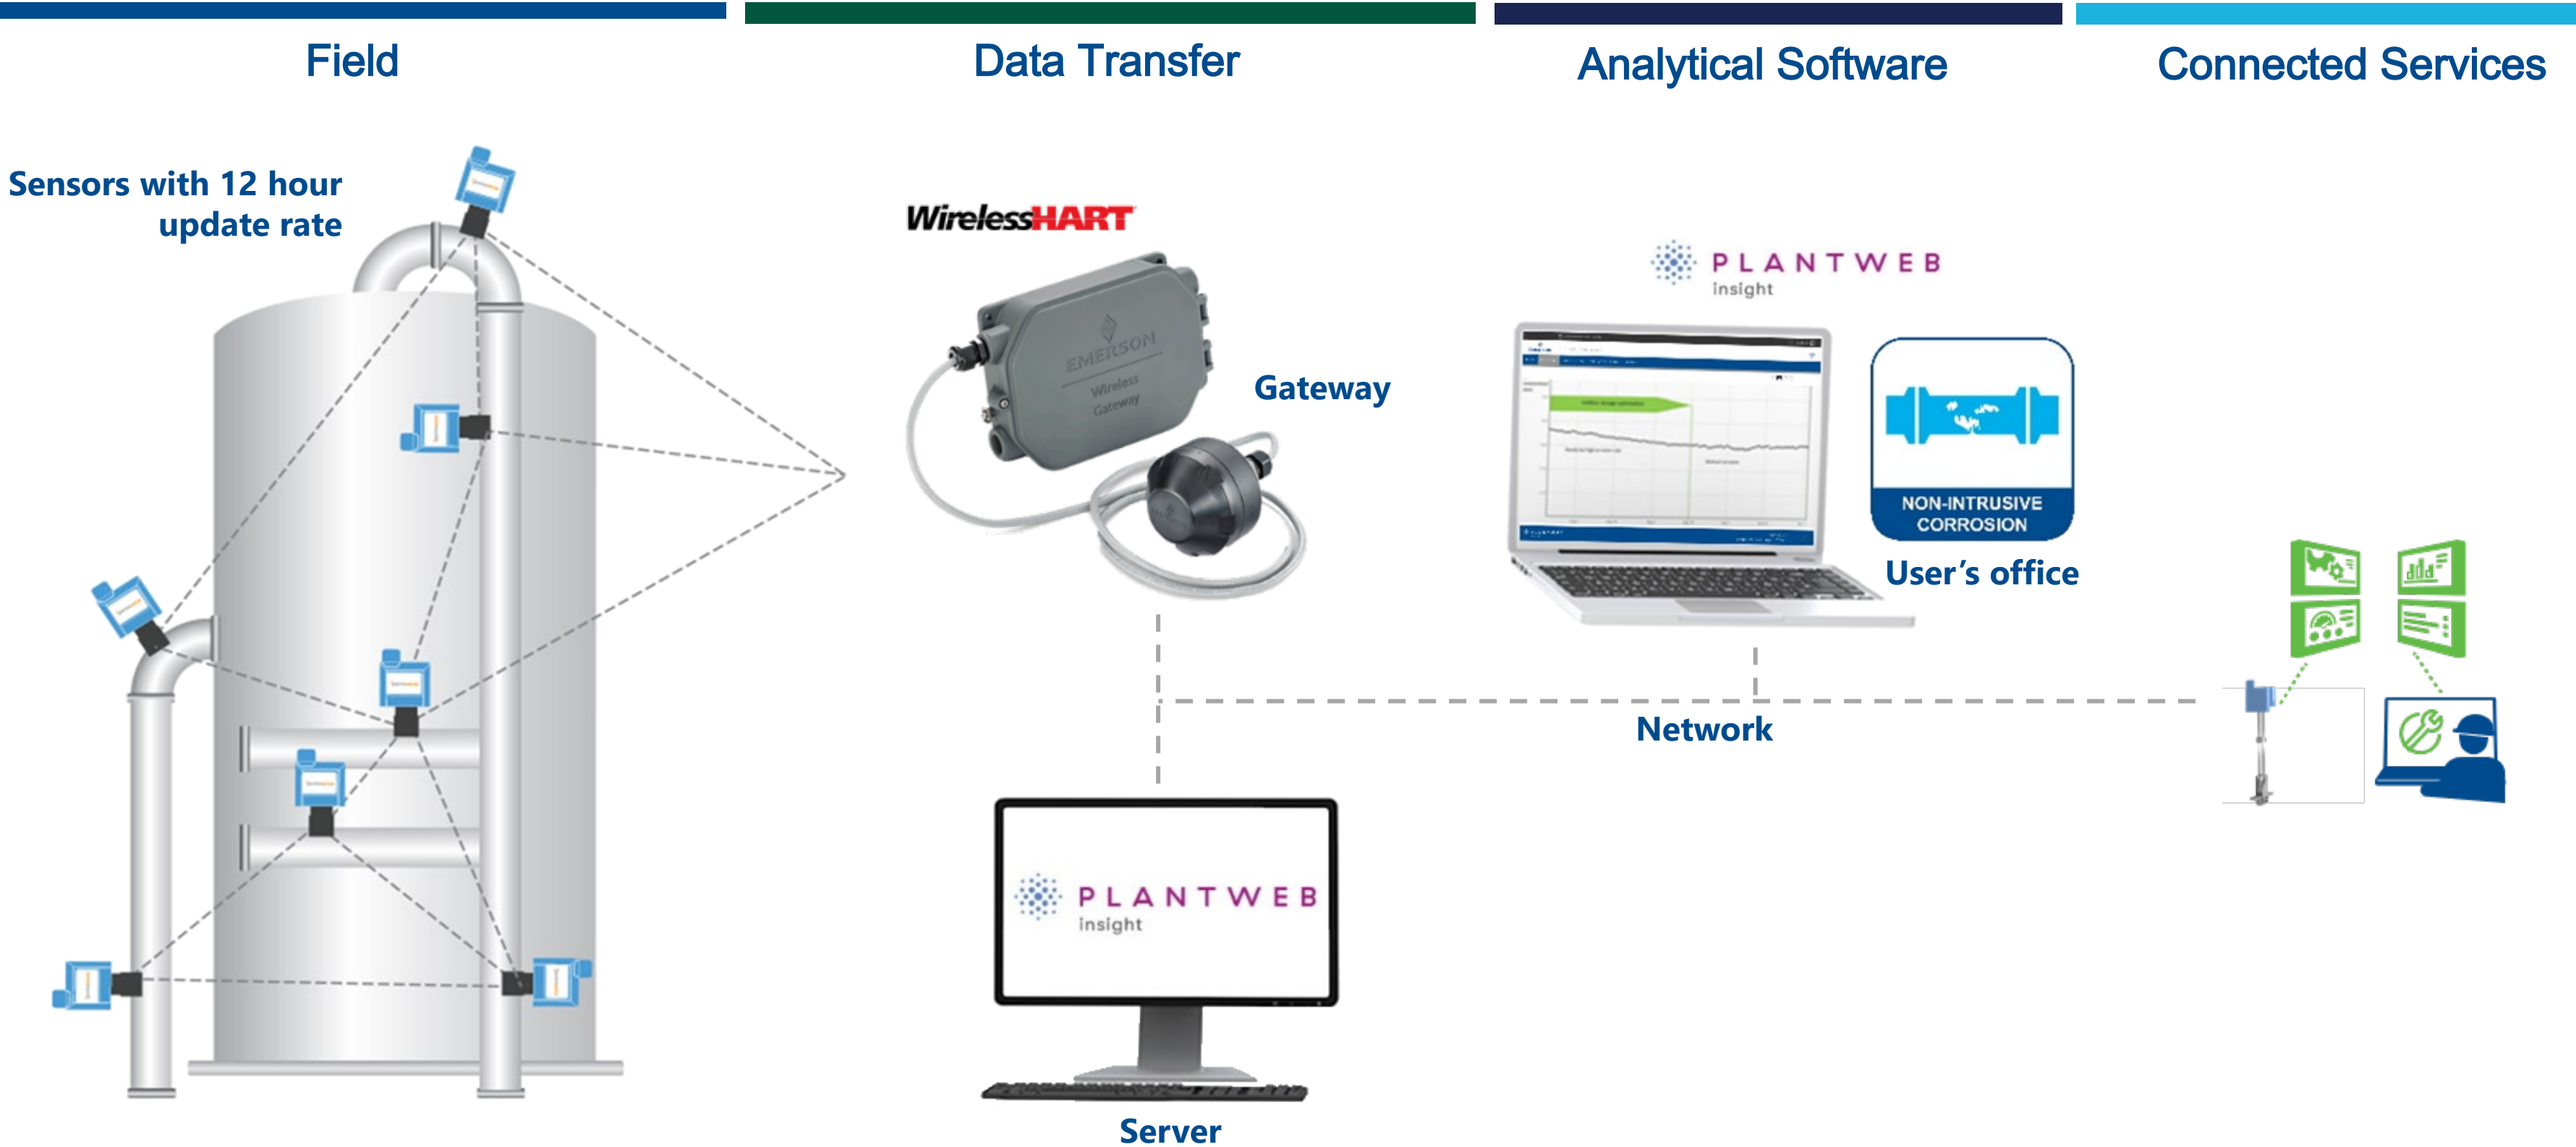 Field
Data Transfer
Analytical Software
Connected Services
Sensors with 12 hour
update rate
WirelessHART
EMERSON
Wireless
Gateway
Gateway
PLANTWEB
insight
NON-INTRUSIVE
CORROSION
User's office
Network
PLANTWEB
insight
Server